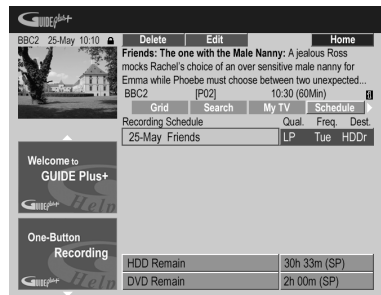 GUIDE plus+
BBC2 25-May 10:10 Delete Edit Home
Friends: The one with the Male Nanny: A jealous Ross
mocks Rachel's choice of an over sensitive male nanny for
Emma while Phoebe must choose between two unexpected...
BBC2 [P02] 10:30 (60Min)
Grid Search My TV Schedule
Recording Schedule Qual. Freq. Dest.
25-May Friends LP Tue HDDr
Welcome to
GUIDE Plus+
GUIDE plus+ Help
One-Button
Recording
GUIDE plus+ Help
HDD Remain 30h 33m (SP)
DVD Remain 2h 00m (SP)